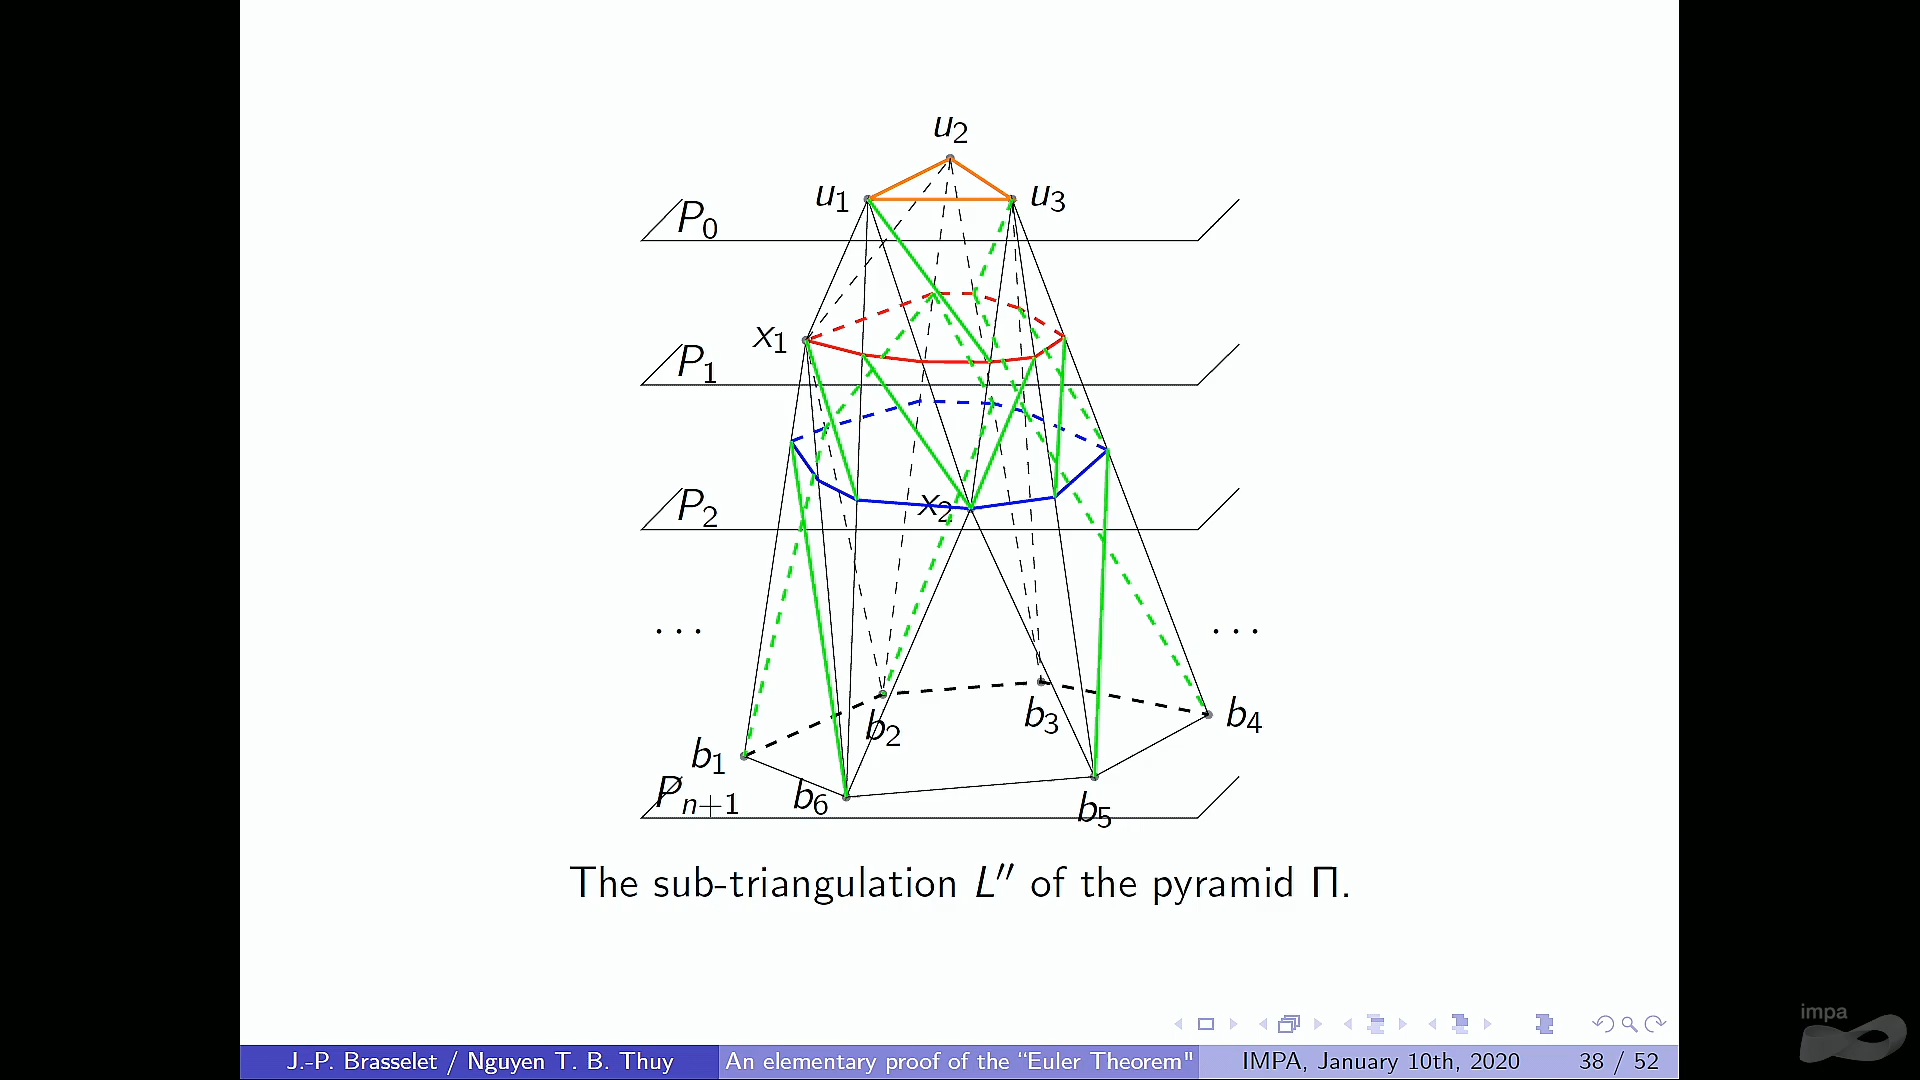 u₂
u₁ u₃
P₀
x₁
P₁
x₂
P₂
... ...
b₂ b₃ b₄
b₁
Pₙ₊₁ b₆ b₅
The sub-triangulation L″ of the pyramid Π.
impa
J.-P. Brasselet / Nguyen T. B. Thuy An elementary proof of the “Euler Theorem" IMPA, January 10th, 2020 38 / 52